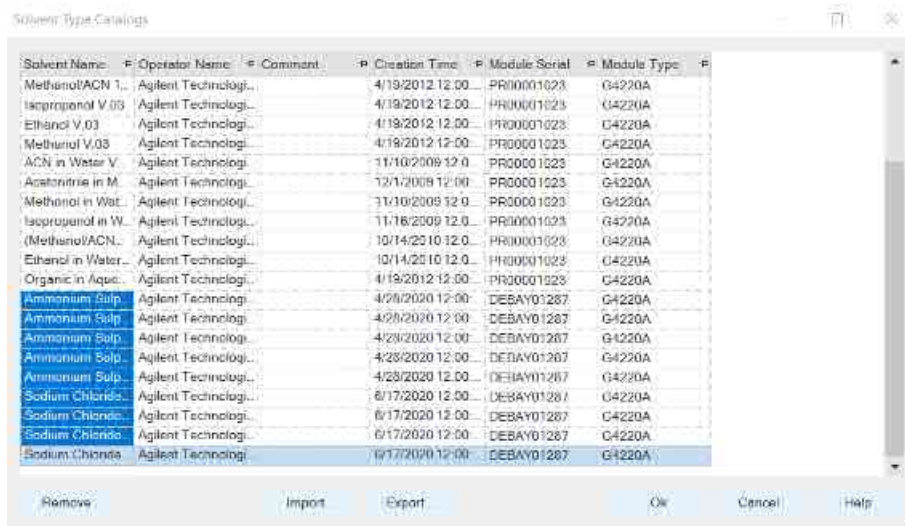 Solvent Type Catalogs
Solvent Name Operator Name Comment Creation Time Module Serial Module Type
Methanol/ACN 1... Agilent Technologi... 4/19/2012 12:00... PR00001023 G4220A
Isopropanol V.03 Agilent Technologi... 4/19/2012 12:00... PR00001023 G4220A
Ethanol V.03 Agilent Technologi... 4/19/2012 12:00... PR00001023 G4220A
Methanol V.03 Agilent Technologi... 4/19/2012 12:00... PR00001023 G4220A
ACN in Water V... Agilent Technologi... 11/10/2009 12:0... PR00001023 G4220A
Acetonitrile in M... Agilent Technologi... 12/1/2009 12:00... PR00001023 G4220A
Methanol in Wat... Agilent Technologi... 11/10/2009 12:0... PR00001023 G4220A
Isopropanol in W... Agilent Technologi... 11/16/2009 12:0... PR00001023 G4220A
(Methanol/ACN... Agilent Technologi... 10/14/2010 12:0... PR00001023 G4220A
Ethanol in Water... Agilent Technologi... 10/14/2010 12:0... PR00001023 G4220A
Organic in Aque... Agilent Technologi... 4/19/2012 12:00... PR00001023 G4220A
Ammonium Sulp... Agilent Technologi... 4/28/2020 12:00... DEBAY01287 G4220A
Ammonium Sulp... Agilent Technologi... 4/28/2020 12:00... DEBAY01287 G4220A
Ammonium Sulp... Agilent Technologi... 4/28/2020 12:00... DEBAY01287 G4220A
Ammonium Sulp... Agilent Technologi... 4/28/2020 12:00... DEBAY01287 G4220A
Ammonium Sulp... Agilent Technologi... 4/28/2020 12:00... DEBAY01287 G4220A
Sodium Chloride... Agilent Technologi... 6/17/2020 12:00... DEBAY01287 G4220A
Sodium Chloride... Agilent Technologi... 6/17/2020 12:00... DEBAY01287 G4220A
Sodium Chloride... Agilent Technologi... 6/17/2020 12:00... DEBAY01287 G4220A
Sodium Chloride... Agilent Technologi... 6/17/2020 12:00... DEBAY01287 G4220A
Remove Import Export Ok Cancel Help